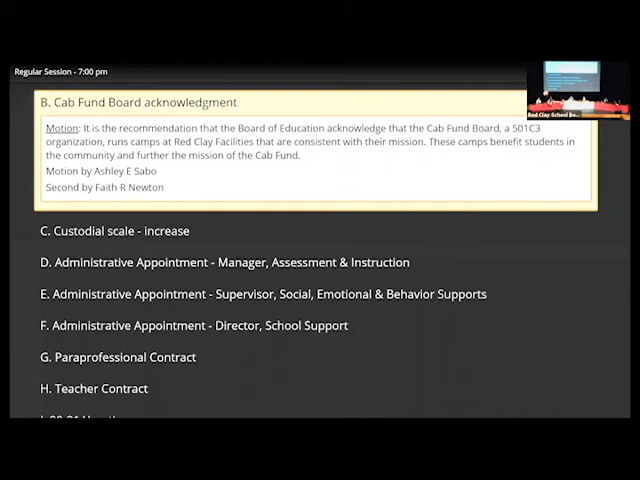 Regular Session - 7:00 pm
Red Clay School Bo...
B. Cab Fund Board acknowledgment
Motion: It is the recommendation that the Board of Education acknowledge that the Cab Fund Board, a 501C3
organization, runs camps at Red Clay Facilities that are consistent with their mission. These camps benefit students in
the community and further the mission of the Cab Fund.
Motion by Ashley E Sabo
Second by Faith R Newton
C. Custodial scale - increase
D. Administrative Appointment - Manager, Assessment & Instruction
E. Administrative Appointment - Supervisor, Social, Emotional & Behavior Supports
F. Administrative Appointment - Director, School Support
G. Paraprofessional Contract
H. Teacher Contract